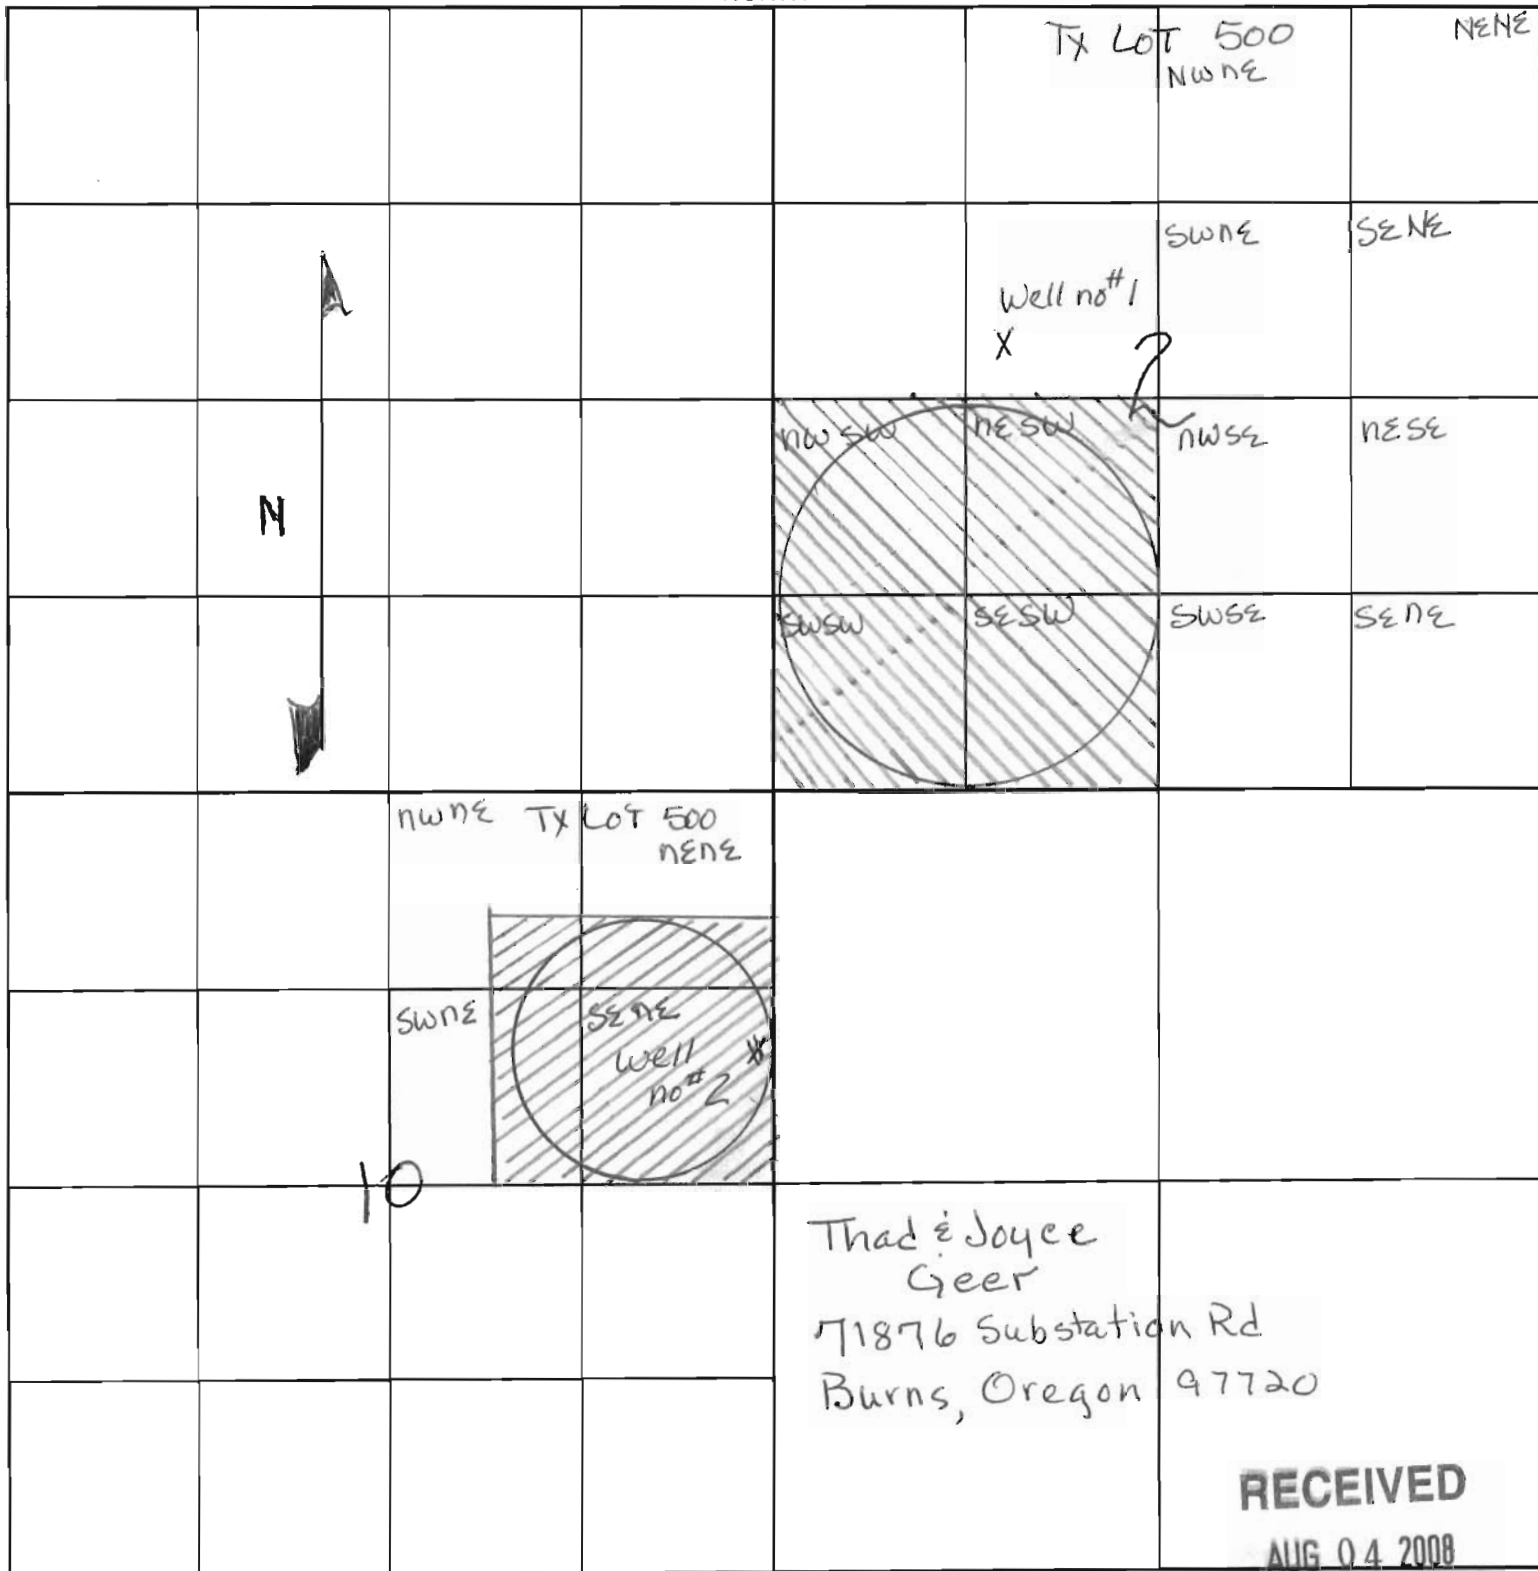 Tx LOT 500
NENE
NWNE
SWNE
SENE
Well no #1
X
2
NWSW
NESW
NWSE
NESE
N
SWSW
SESW
SWSE
SENE
NWNE
Tx LOT 500
NENE
SWNE
SENE
well
no #2
10
Thad & Joyce
Geer
71876 Substation Rd
Burns, Oregon 97720
RECEIVED
AUG 04 2008